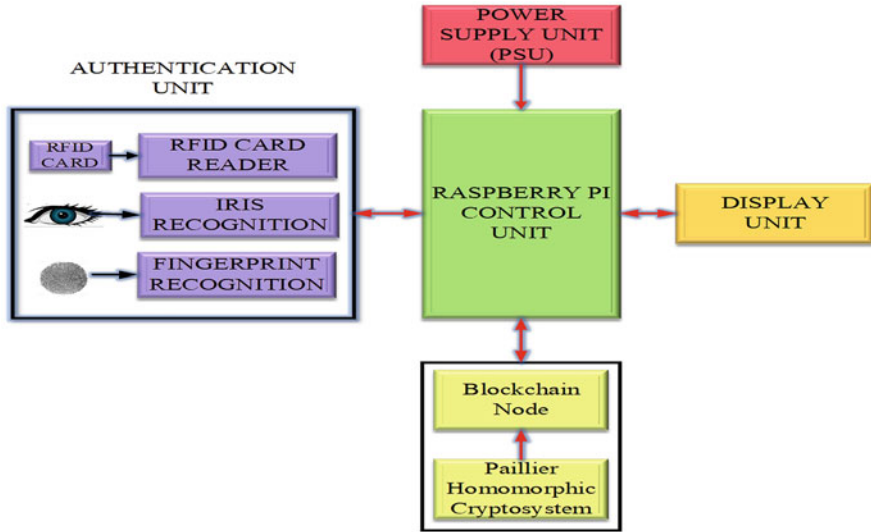 POWER
SUPPLY UNIT
(PSU)
AUTHENTICATION
UNIT
RFID
CARD
RFID CARD
READER
IRIS
RECOGNITION
FINGERPRINT
RECOGNITION
RASPBERRY PI
CONTROL
UNIT
DISPLAY
UNIT
Blockchain
Node
Paillier
Homomorphic
Cryptosystem